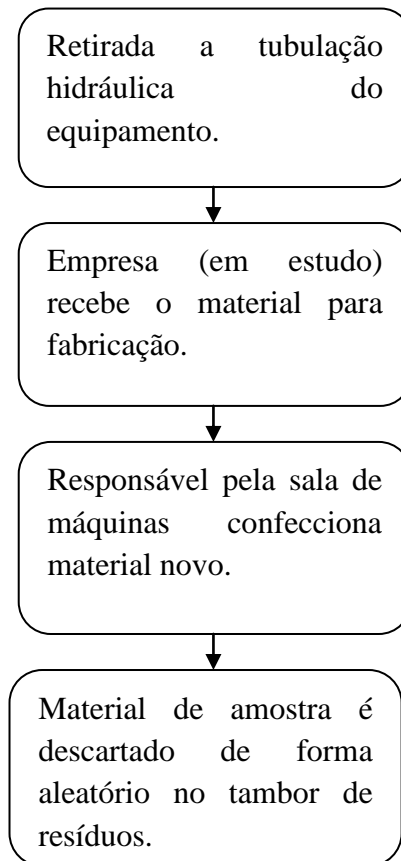 Retirada a tubulação
hidráulica do
equipamento.
Empresa (em estudo)
recebe o material para
fabricação.
Responsável pela sala de
máquinas confecciona
material novo.
Material de amostra é
descartado de forma
aleatório no tambor de
resíduos.